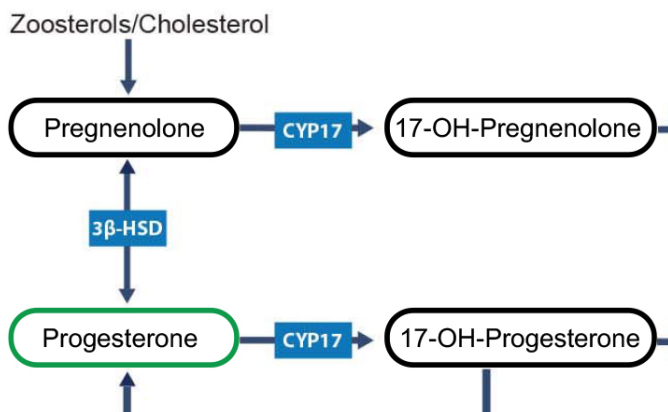 Zoosterols/Cholesterol
Pregnenolone
CYP17
17-OH-Pregnenolone
3β-HSD
Progesterone
CYP17
17-OH-Progesterone